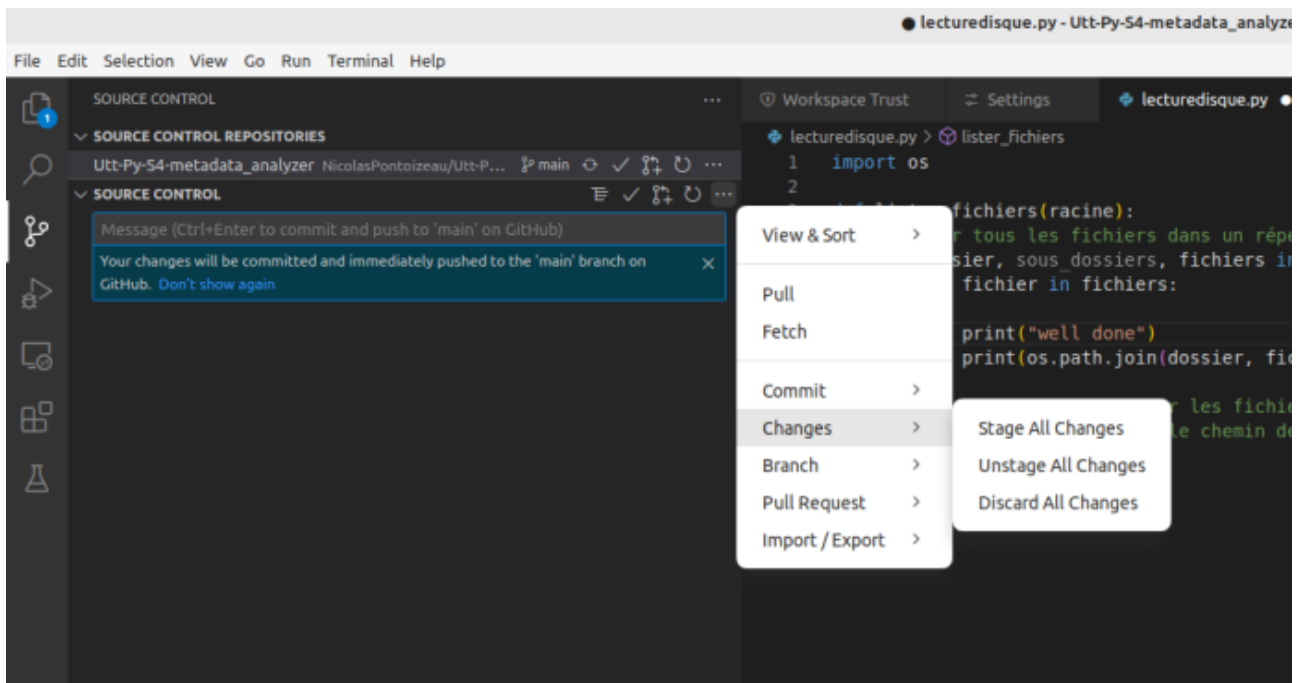 lecturedisque.py - Utt-Py-S4-metadata_analyze
File Edit Selection View Go Run Terminal Help
SOURCE CONTROL
SOURCE CONTROL REPOSITORIES
Utt-Py-S4-metadata_analyzer NicolasPontoizeau/Utt-P... main
SOURCE CONTROL
Message (Ctrl+Enter to commit and push to 'main' on GitHub)
Your changes will be committed and immediately pushed to the 'main' branch on
GitHub. Don't show again
1
View & Sort
Pull
Fetch
Commit
Changes
Branch
Pull Request
Import / Export
Stage All Changes
Unstage All Changes
Discard All Changes
Workspace Trust Settings lecturedisque.py
lecturedisque.py > lister_fichiers
1 import os
2
fichiers(racine):
tous les fichiers dans un répe
sier, sous_dossiers, fichiers in
fichier in fichiers:
print("well done")
print(os.path.join(dossier, fic
les fichie
le chemin de